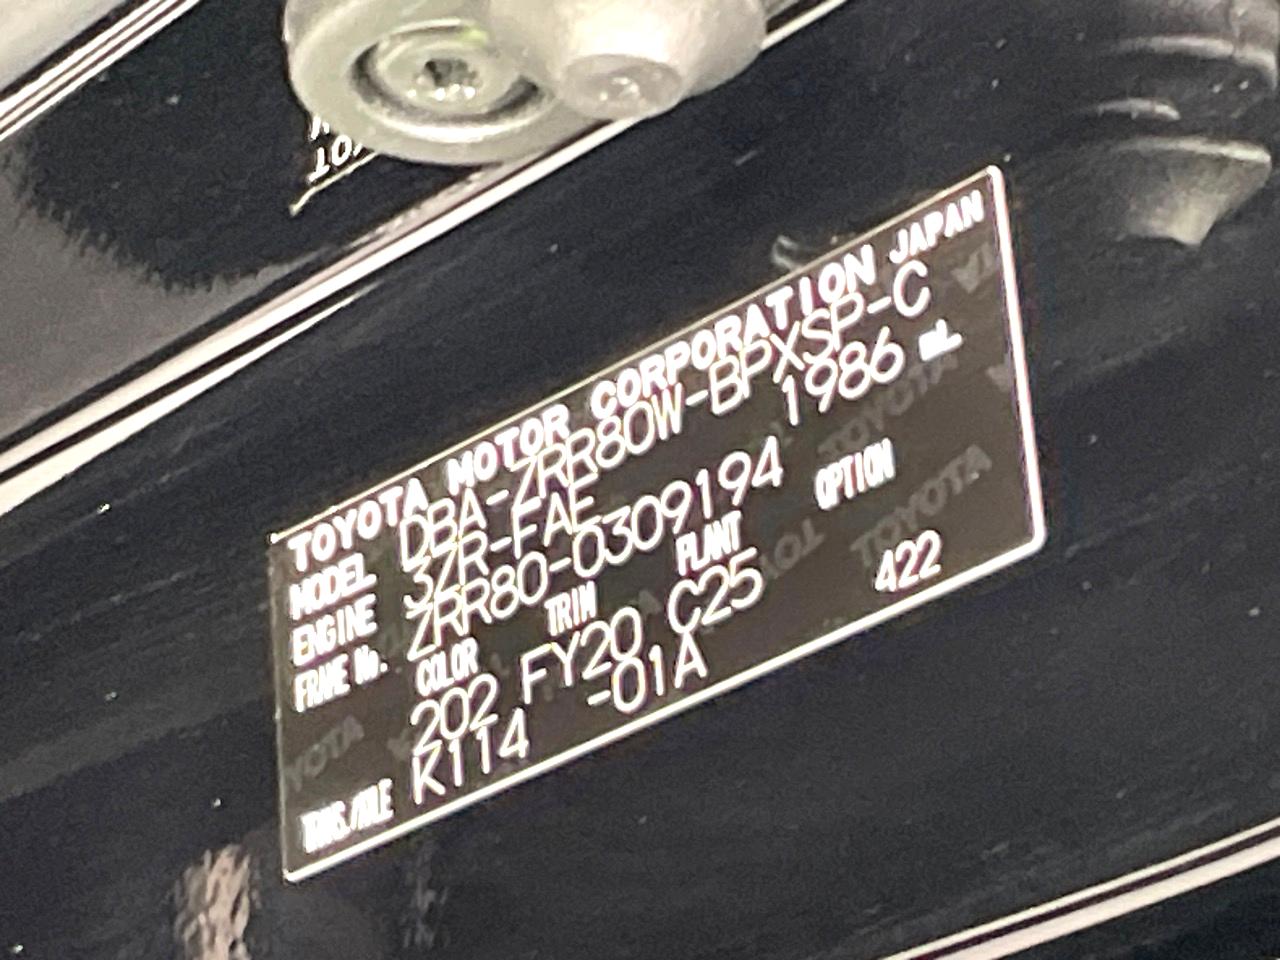 TOYOTA MOTOR CORPORATION JAPAN
MODEL DBA-ZRR80W-BPXSP-C
ENGINE 3ZR-FAE 1986 mL
FRAME No. ZRR80-0309194
COLOR TRIM PLANT OPTION
202 FY20 C25 422
TRANS./AXLE K114 -01A